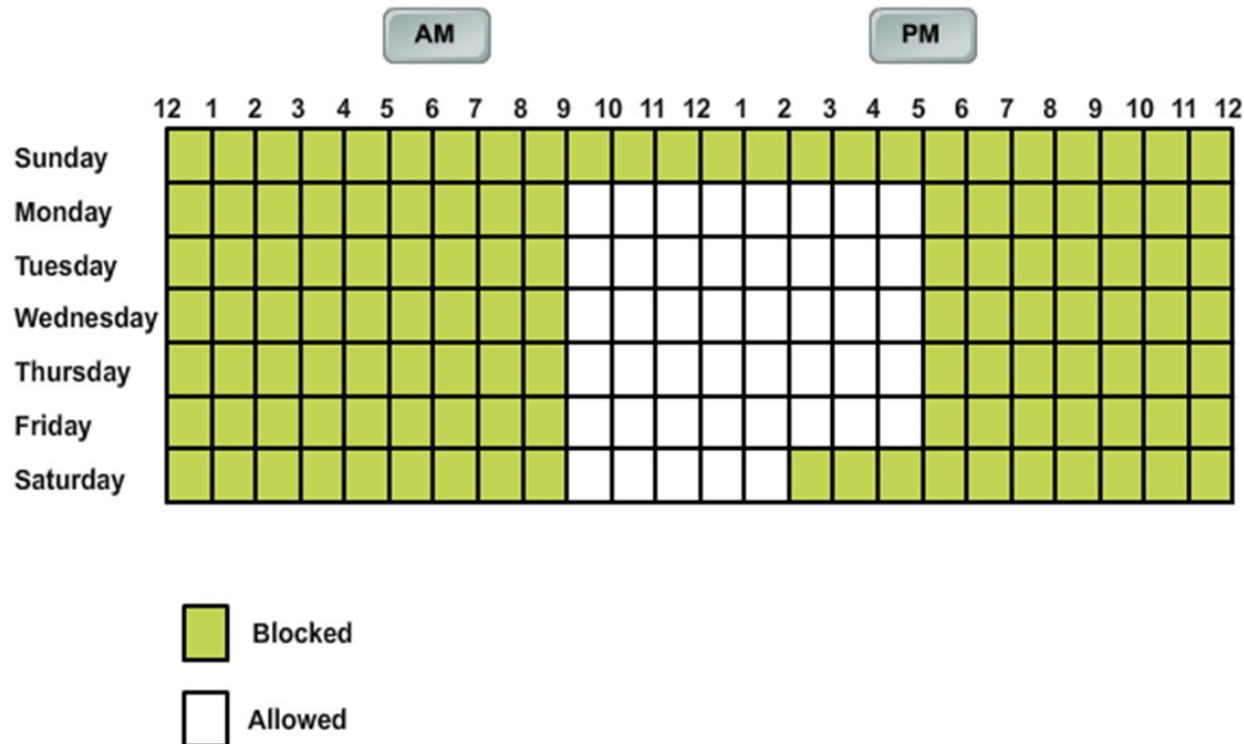 AM PM
12 1 2 3 4 5 6 7 8 9 10 11 12 1 2 3 4 5 6 7 8 9 10 11 12
Sunday
Monday
Tuesday
Wednesday
Thursday
Friday
Saturday
Blocked
Allowed